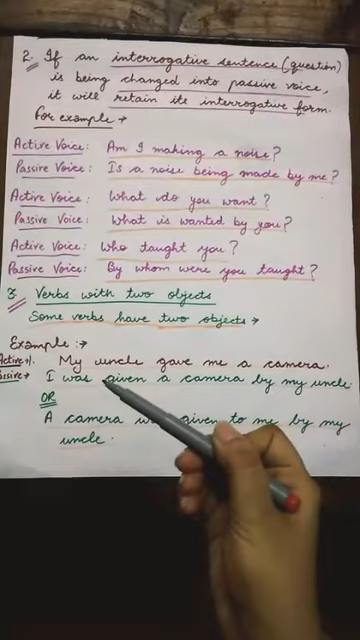 2. If an interrogative sentence (question)
is being changed into passive voice,
it will retain its interrogative form.
For example →
Active Voice: Am I making a noise?
Passive Voice: Is a noise being made by me?
Active Voice: What do you want?
Passive Voice: What is wanted by you?
Active Voice: Who taught you?
Passive Voice: By whom were you taught?
3. Verbs with two objects
Some verbs have two objects →
Example :→
Active → My uncle gave me a camera.
Passive → I was given a camera by my uncle
OR
A camera was given to me by my
uncle.